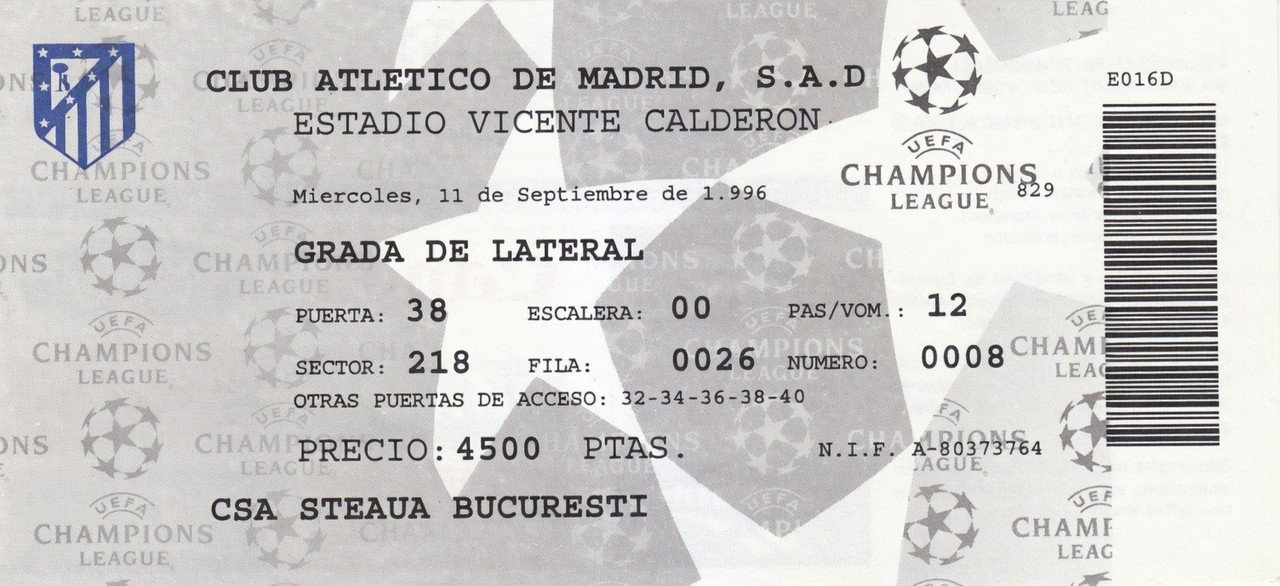 CLUB ATLETICO DE MADRID, S.A.D
ESTADIO VICENTE CALDERON
E016D
UEFA
CHAMPIONS
LEAGUE
829
Miercoles, 11 de Septiembre de 1.996
GRADA DE LATERAL
PUERTA: 38 ESCALERA: 00 PAS/VOM.: 12
SECTOR: 218 FILA: 0026 NUMERO: 0008
OTRAS PUERTAS DE ACCESO: 32-34-36-38-40
PRECIO: 4500 PTAS.
N.I.F. A-80373764
CSA STEAUA BUCURESTI